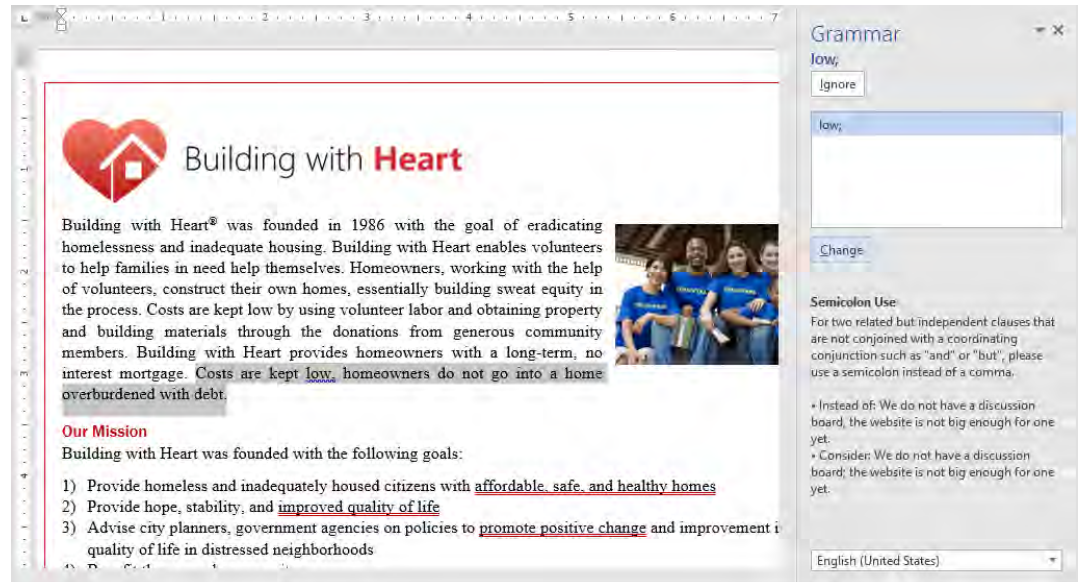 2 3 4 5 6 7
Grammar
low;
Ignore
low;
Change
Semicolon Use
For two related but independent clauses that
are not conjoined with a coordinating
conjunction such as "and" or "but", please
use a semicolon instead of a comma.
• Instead of: We do not have a discussion
board, the website is not big enough for one
yet.
• Consider: We do not have a discussion
board; the website is not big enough for one
yet.
English (United States)
Building with Heart
Building with Heart® was founded in 1986 with the goal of eradicating
homelessness and inadequate housing. Building with Heart enables volunteers
to help families in need help themselves. Homeowners, working with the help
of volunteers, construct their own homes, essentially building sweat equity in
the process. Costs are kept low by using volunteer labor and obtaining property
and building materials through the donations from generous community
members. Building with Heart provides homeowners with a long-term, no
interest mortgage. Costs are kept low, homeowners do not go into a home
overburdened with debt.
Our Mission
Building with Heart was founded with the following goals:
1) Provide homeless and inadequately housed citizens with affordable, safe, and healthy homes
2) Provide hope, stability, and improved quality of life
3) Advise city planners, government agencies on policies to promote positive change and improvement i
quality of life in distressed neighborhoods